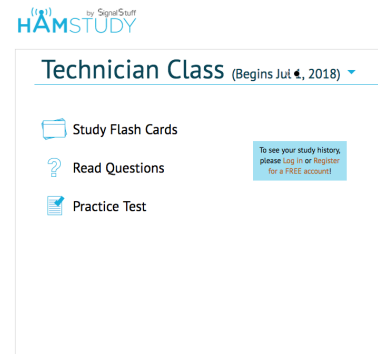 by SignalStuff
HAMSTUDY
Technician Class (Begins 2018)
Study Flash Cards
Read Questions
Practice Test
To see your study history,
please Log in or Register
for a FREE account!